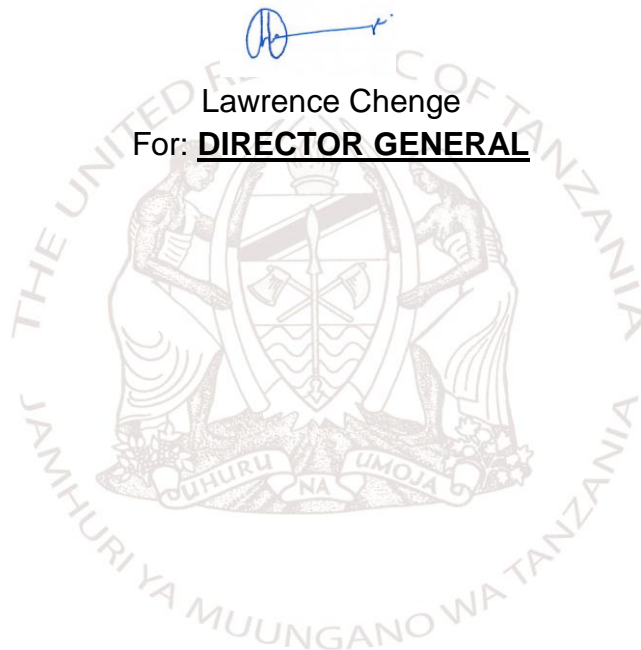 Lawrence Chenge
For: DIRECTOR GENERAL
THE UNITED REPUBLIC OF TANZANIA
UHURU NA UMOJA
JAMHURI YA MUUNGANO WA TANZANIA